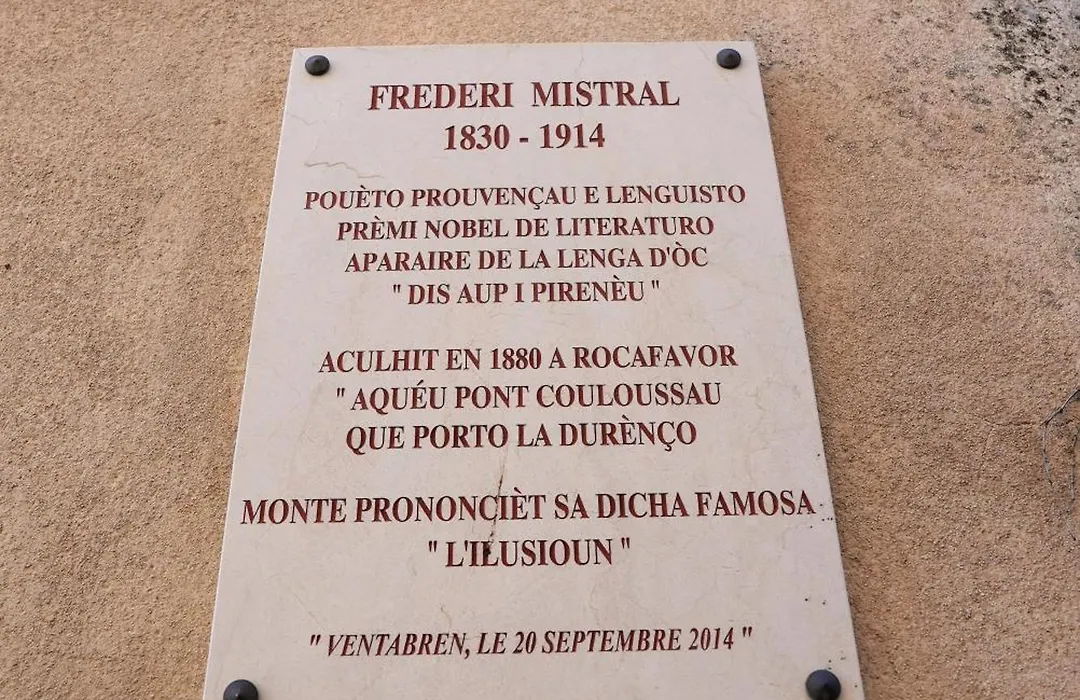 FREDERI MISTRAL
1830 - 1914
POUÈTO PROUVENÇAU E LENGUISTO
PRÈMI NOBEL DE LITERATURO
APARAIRE DE LA LENGA D'ÒC
" DIS AUP I PIRENÈU "
ACULHIT EN 1880 A ROCAFAVOR
" AQUÉU PONT COULOUSSAU
QUE PORTO LA DURÈNÇO
MONTE PRONONCIÈT SA DICHA FAMOSA
" L'ILUSIOUN "
" VENTABREN, LE 20 SEPTEMBRE 2014 "